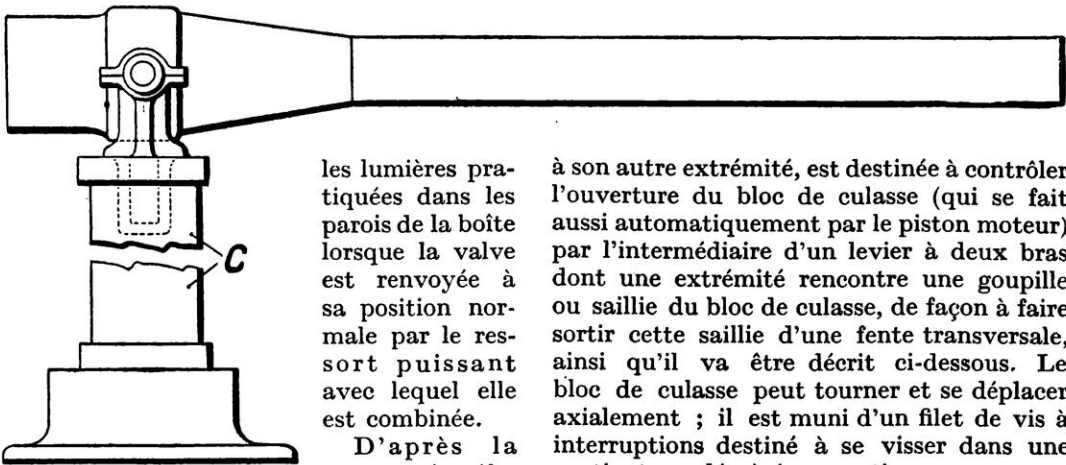 C
les lumières pra-
tiquées dans les
parois de la boîte
lorsque la valve
est renvoyée à
sa position nor-
male par le res-
sort puissant
avec lequel elle
est combinée.
D'après la
à son autre extrémité, est destinée à contrôler
l'ouverture du bloc de culasse (qui se fait
aussi automatiquement par le piston moteur)
par l'intermédiaire d'un levier à deux bras
dont une extrémité rencontre une goupille
ou saillie du bloc de culasse, de façon à faire
sortir cette saillie d'une fente transversale,
ainsi qu'il va être décrit ci-dessous. Le
bloc de culasse peut tourner et se déplacer
axialement ; il est muni d'un filet de vis à
interruptions destiné à se visser dans une